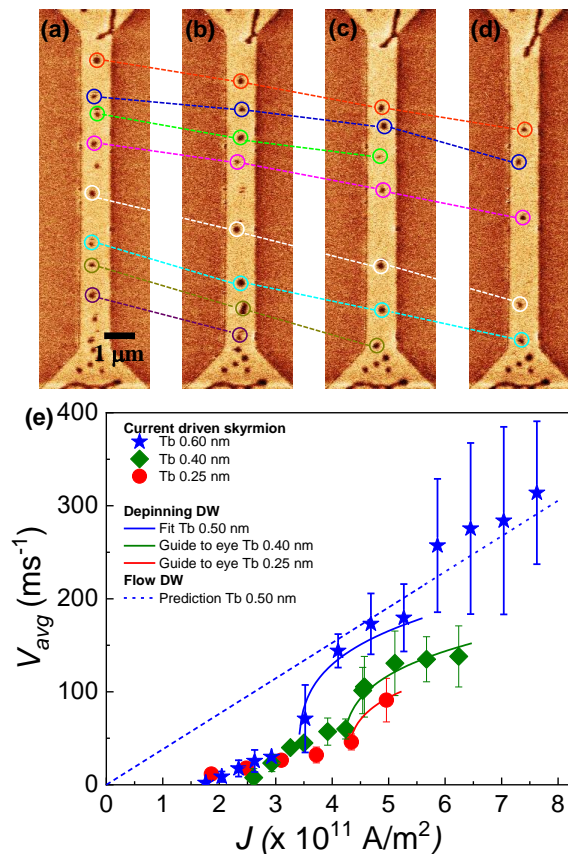 (a) (b) (c) (d)
1 μm
(e)
400
300
200
100
0
V_avg (ms⁻¹)
Current driven skyrmion
Tb 0.60 nm
Tb 0.40 nm
Tb 0.25 nm
Depinning DW
Fit Tb 0.50 nm
Guide to eye Tb 0.40 nm
Guide to eye Tb 0.25 nm
Flow DW
Prediction Tb 0.50 nm
0 1 2 3 4 5 6 7 8
J (x 10¹¹ A/m²)